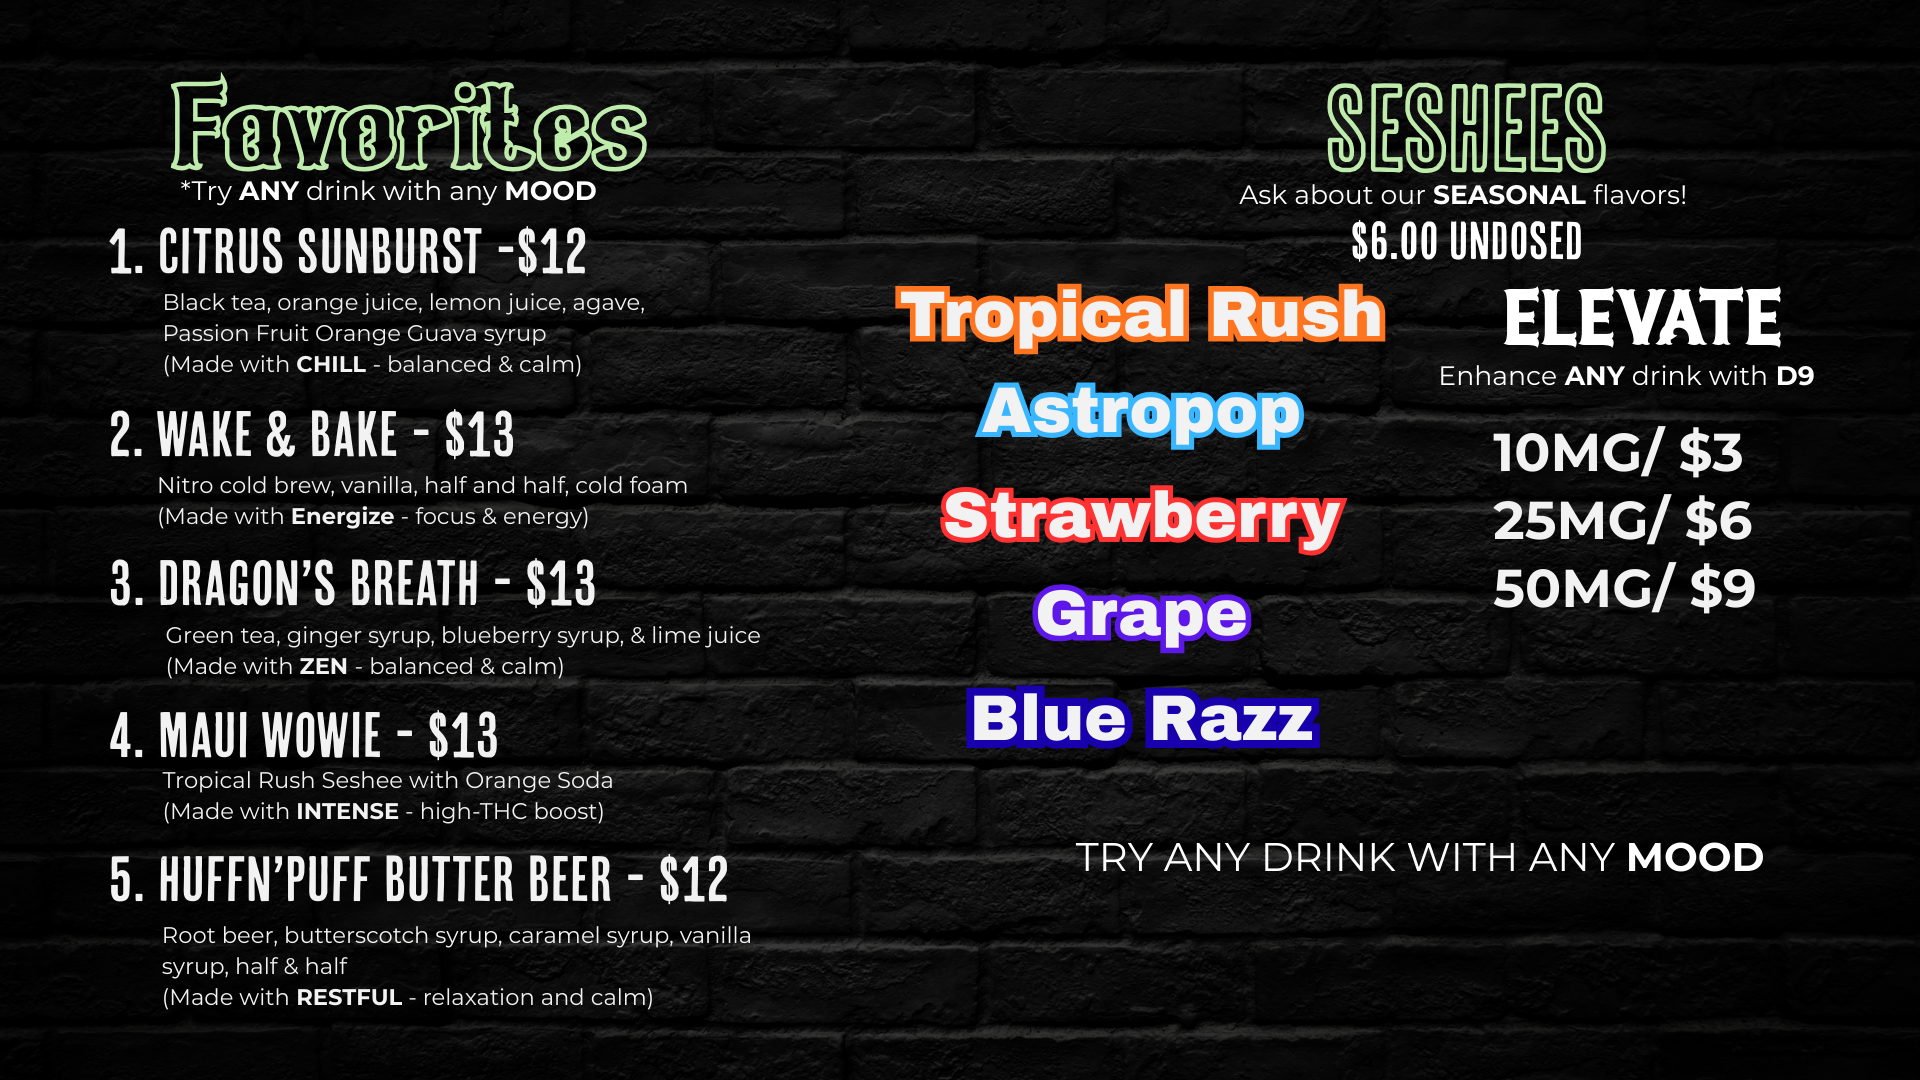 Favorites
*Try ANY drink with any MOOD
1. CITRUS SUNBURST -$12
Black tea, orange juice, lemon juice, agave,
Passion Fruit Orange Guava syrup
(Made with CHILL - balanced & calm)
2. WAKE & BAKE - $13
Nitro cold brew, vanilla, half and half, cold foam
(Made with Energize - focus & energy)
3. DRAGON'S BREATH - $13
Green tea, ginger syrup, blueberry syrup, & lime juice
(Made with ZEN - balanced & calm)
4. MAUI WOWIE - $13
Tropical Rush Seshee with Orange Soda
(Made with INTENSE - high-THC boost)
5. HUFFN'PUFF BUTTER BEER - $12
Root beer, butterscotch syrup, caramel syrup, vanilla
syrup, half & half
(Made with RESTFUL - relaxation and calm)
SESHEES
Ask about our SEASONAL flavors!
$6.00 UNDOSED
Tropical Rush
Astropop
Strawberry
Grape
Blue Razz
ELEVATE
Enhance ANY drink with D9
10MG/ $3
25MG/ $6
50MG/ $9
TRY ANY DRINK WITH ANY MOOD